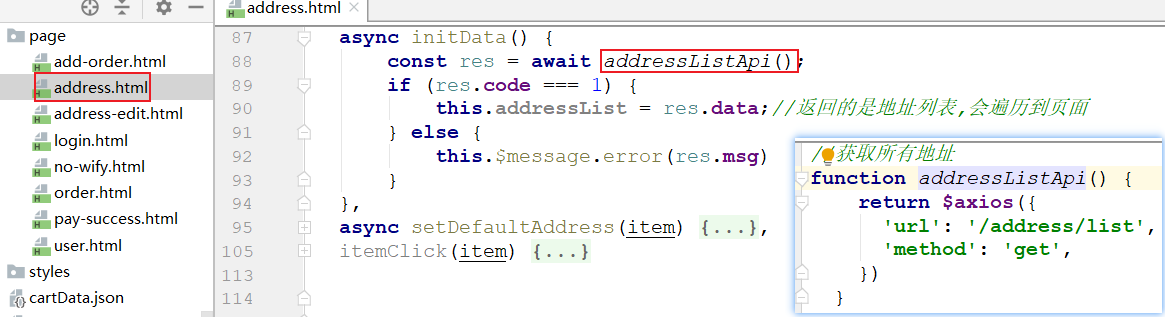 page
add-order.html
address.html
address-edit.html
login.html
no-wify.html
order.html
pay-success.html
user.html
styles
cartData.json
address.html
87 async initData() {
88 const res = await addressListApi();
89 if (res.code === 1) {
90 this.addressList = res.data;//返回的是地址列表,会遍历到页面
91 } else {
92 this.$message.error(res.msg)
93 }
94 },
95 async setDefaultAddress(item) {...},
105 itemClick(item) {...}
113
114
//获取所有地址
function addressListApi() {
return $axios({
'url': '/address/list',
'method': 'get',
})
}